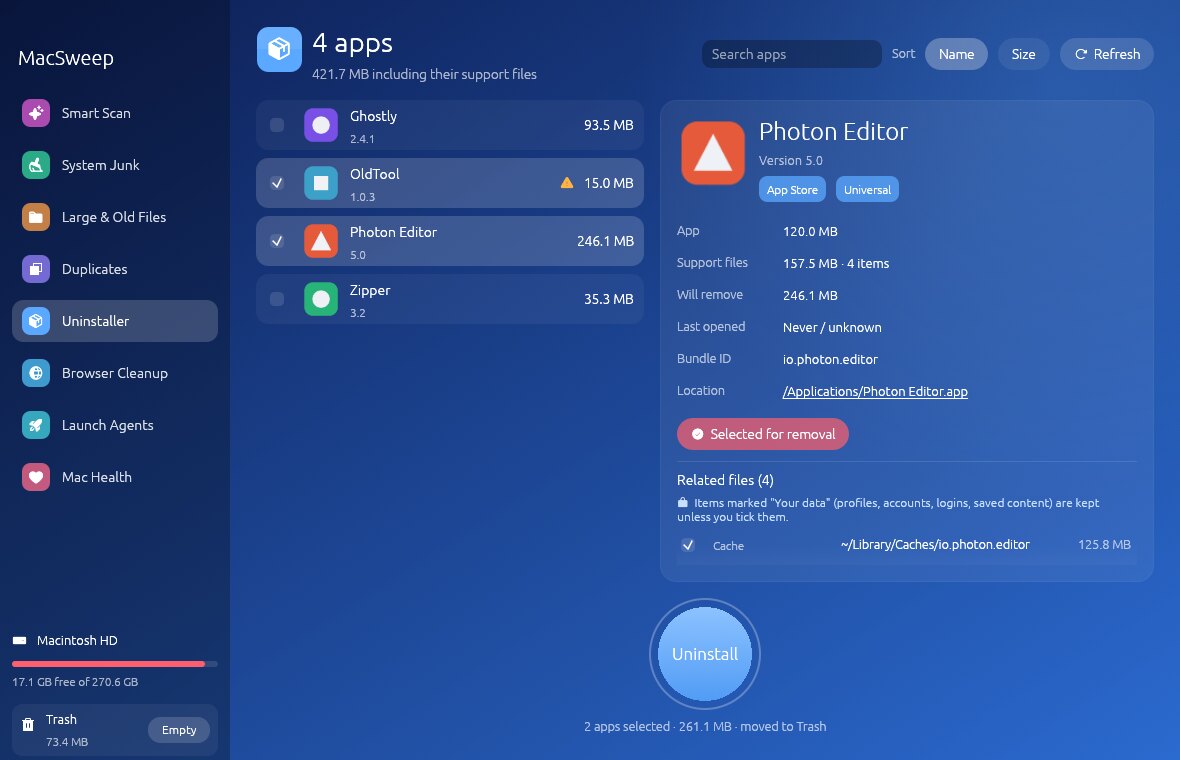 MacSweep
Smart Scan
System Junk
Large & Old Files
Duplicates
Uninstaller
Browser Cleanup
Launch Agents
Mac Health
Macintosh HD
17.1 GB free of 270.6 GB
Trash
73.4 MB
Empty
4 apps
421.7 MB including their support files
Search apps
Sort
Name
Size
Refresh
Ghostly
2.4.1
93.5 MB
OldTool
1.0.3
15.0 MB
Photon Editor
5.0
246.1 MB
Zipper
3.2
35.3 MB
Photon Editor
Version 5.0
App Store
Universal
App
120.0 MB
Support files
157.5 MB · 4 items
Will remove
246.1 MB
Last opened
Never / unknown
Bundle ID
io.photon.editor
Location
/Applications/Photon Editor.app
Selected for removal
Related files (4)
Items marked "Your data" (profiles, accounts, logins, saved content) are kept
unless you tick them.
Cache
~/Library/Caches/io.photon.editor
125.8 MB
Uninstall
2 apps selected · 261.1 MB · moved to Trash